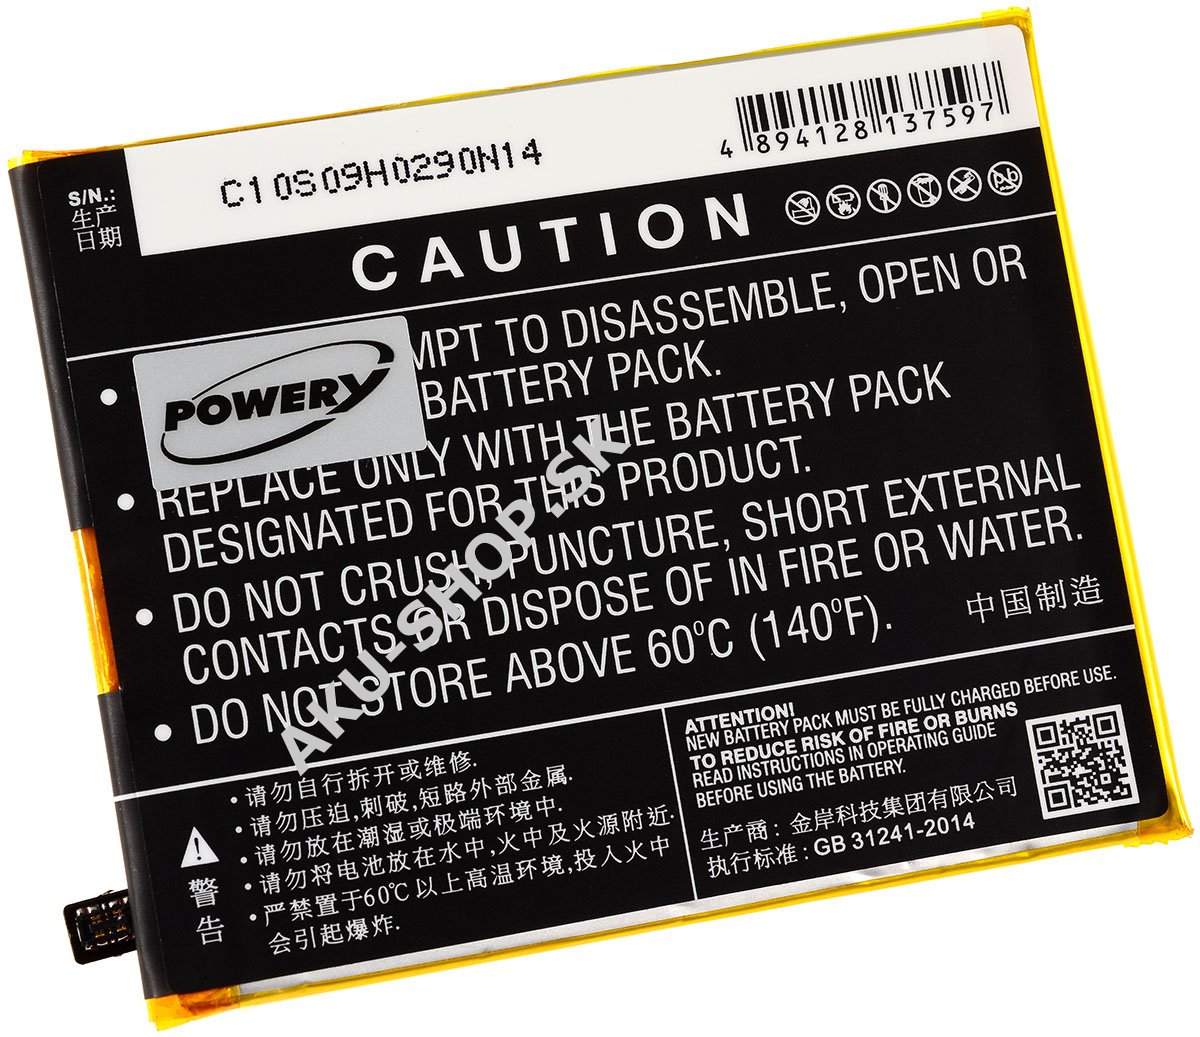 C10S09H0290N14
4 894128 137597
S/N.:
生产
日期
CAUTION
MPT TO DISASSEMBLE, OPEN OR
BATTERY PACK.
REPLACE ONLY WITH THE BATTERY PACK
DESIGNATED FOR THIS PRODUCT.
DO NOT CRUSH, PUNCTURE, SHORT EXTERNAL
CONTACTS OR DISPOSE OF IN FIRE OR WATER.
DO NOT STORE ABOVE 60°C (140°F).
POWERY
AKU-SHOP.SK
中国制造
警告
·请勿自行拆开或维修.
·请勿压迫,刺破,短路外部金属.
·请勿放在潮湿或极端环境中.
·请勿将电池放在水中,火中及火源附近.
·严禁置于60℃以上高温环境,投入火中
会引起爆炸.
ATTENTION!
NEW BATTERY PACK MUST BE FULLY CHARGED BEFORE USE.
TO REDUCE RISK OF FIRE OR BURNS
READ INSTRUCTIONS IN OPERATING GUIDE
BEFORE USING THE BATTERY.
生产商: 金岸科技集团有限公司
执行标准: GB 31241-2014